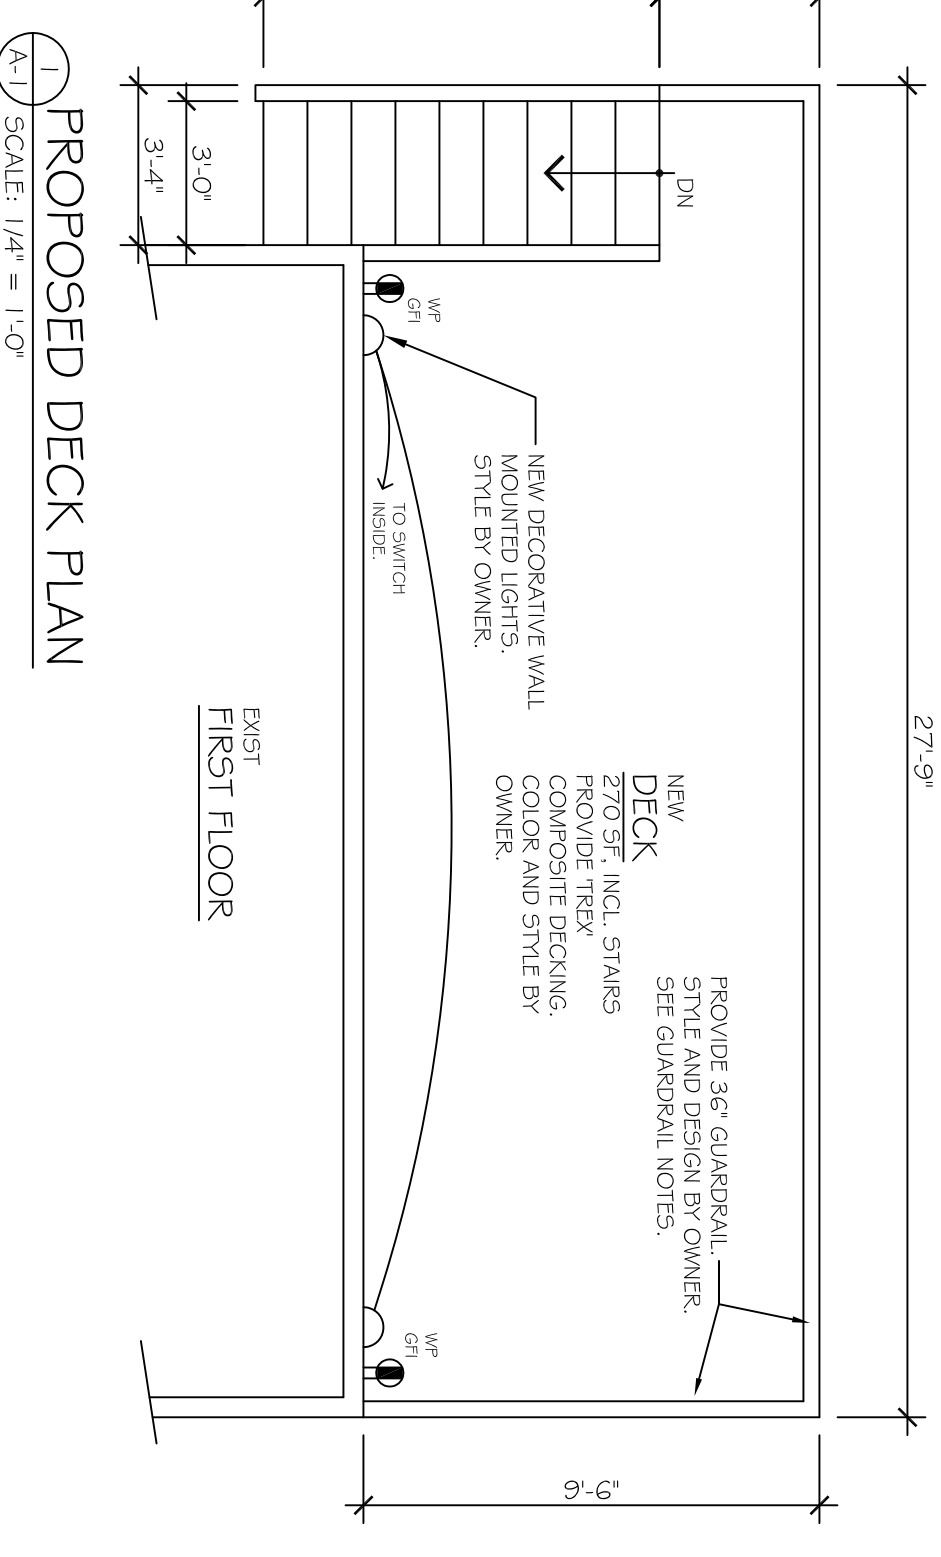 27'-9"
PROVIDE 36" GUARDRAIL.
STYLE AND DESIGN BY OWNER.
SEE GUARDRAIL NOTES.
DN
NEW
DECK
270 SF, INCL. STAIRS
PROVIDE 'TREX'
COMPOSITE DECKING.
COLOR AND STYLE BY
OWNER.
9'-6"
NEW DECORATIVE WALL
MOUNTED LIGHTS.
STYLE BY OWNER.
WP
GFI
WP
GFI
TO SWITCH
INSIDE.
3'-0"
3'-4"
EXIST
FIRST FLOOR
1
A-1
PROPOSED DECK PLAN
SCALE: 1/4" = 1'-0"